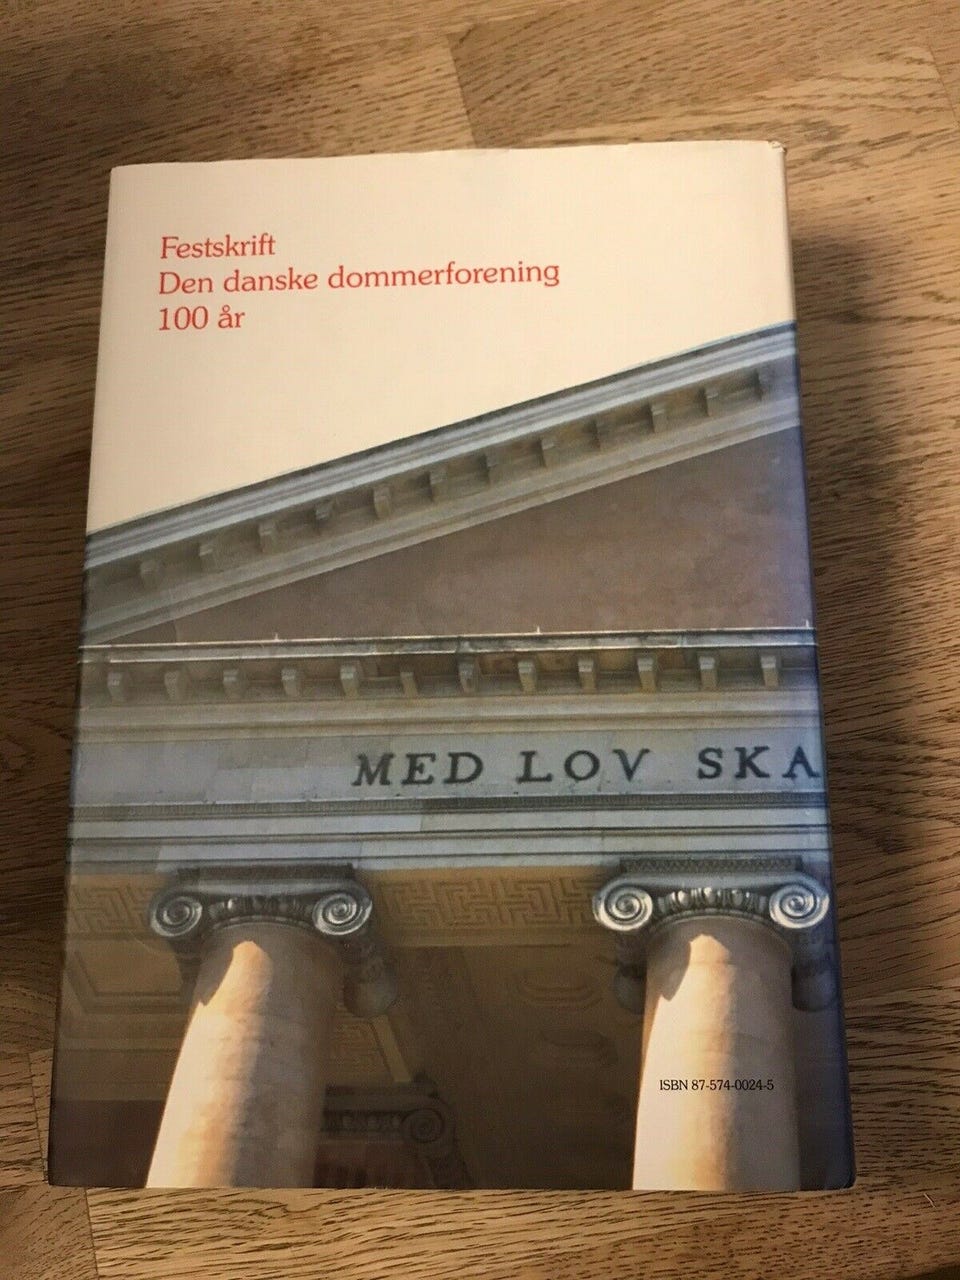 Festskrift
Den danske dommerforening
100 år
MED LOV SKA
ISBN 87-574-0024-5